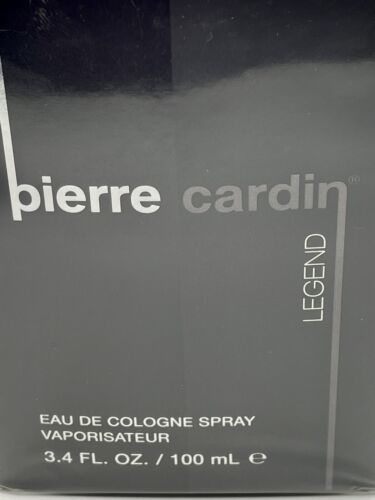 pierre cardin®
LEGEND
EAU DE COLOGNE SPRAY
VAPORISATEUR
3.4 FL. OZ. / 100 mL ℮